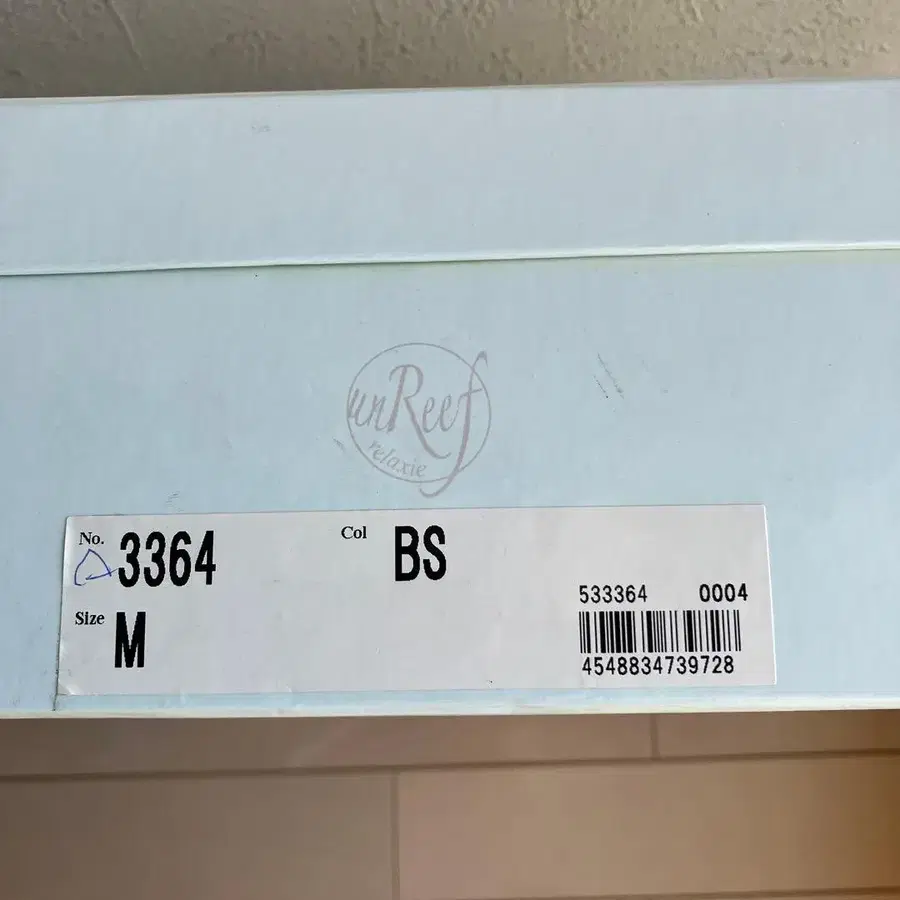 unReef
relaxie
No. 3364 Col BS
533364 0004
Size M
4548834739728